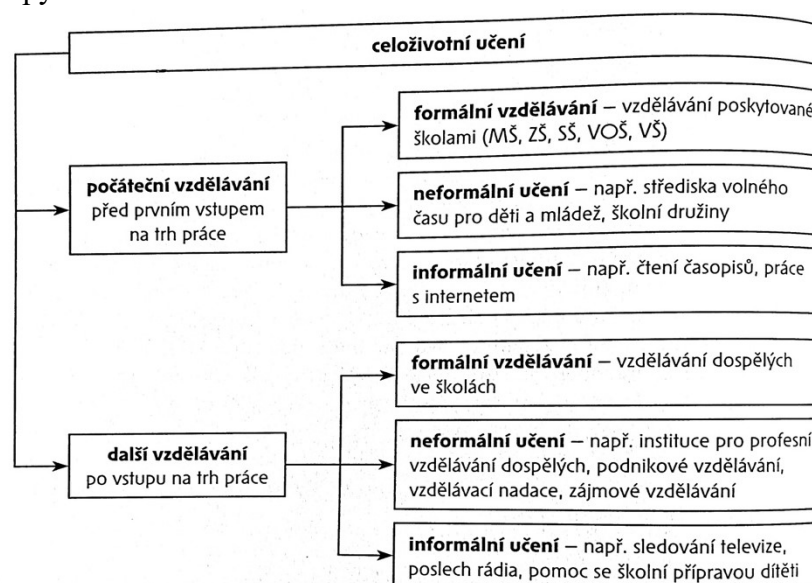 py
celoživotní učení
formální vzdělávání – vzdělávání poskytované
školami (MŠ, ZŠ, SŠ, VOŠ, VŠ)
počáteční vzdělávání
před prvním vstupem
na trh práce
neformální učení – např. střediska volného
času pro děti a mládež, školní družiny
informální učení – např. čtení časopisů, práce
s internetem
formální vzdělávání – vzdělávání dospělých
ve školách
další vzdělávání
po vstupu na trh práce
neformální učení – např. instituce pro profesní
vzdělávání dospělých, podnikové vzdělávání,
vzdělávací nadace, zájmové vzdělávání
informální učení – např. sledování televize,
poslech rádia, pomoc se školní přípravou dítěti